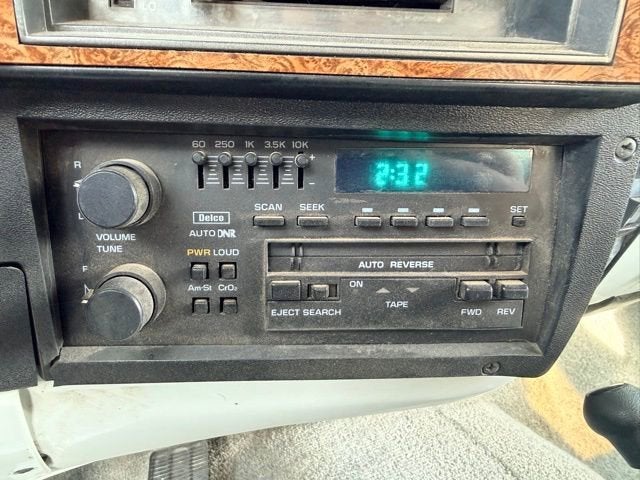 LO
60 250 1K 3.5K 10K
+
-
2:32
R
L
VOLUME
TUNE
SCAN SEEK
SET
Delco
AUTO DNR
PWR LOUD
F
Am-St CrO₂
AUTO REVERSE
ON
TAPE
EJECT SEARCH
FWD REV